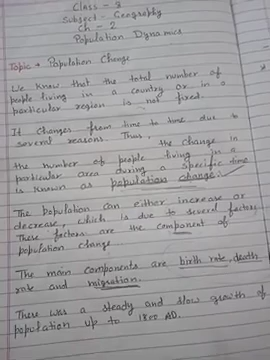 Class - 8
Subject - Geography
Ch - 2
Population Dynamics
Topic → Population Change
We know that the total number of
people living in a country or in a
particular region is not fixed.
It changes from time to time due to
several reasons. Thus,
the change in
the number of people living in a
particular area during a specific time
is known as population change.
The population can either increase or
decrease, which is due to several factors.
These factors are the component of
population change.
The main components are birth rate, death
rate and migration.
There was a steady and slow growth of
population up to 1800 AD.